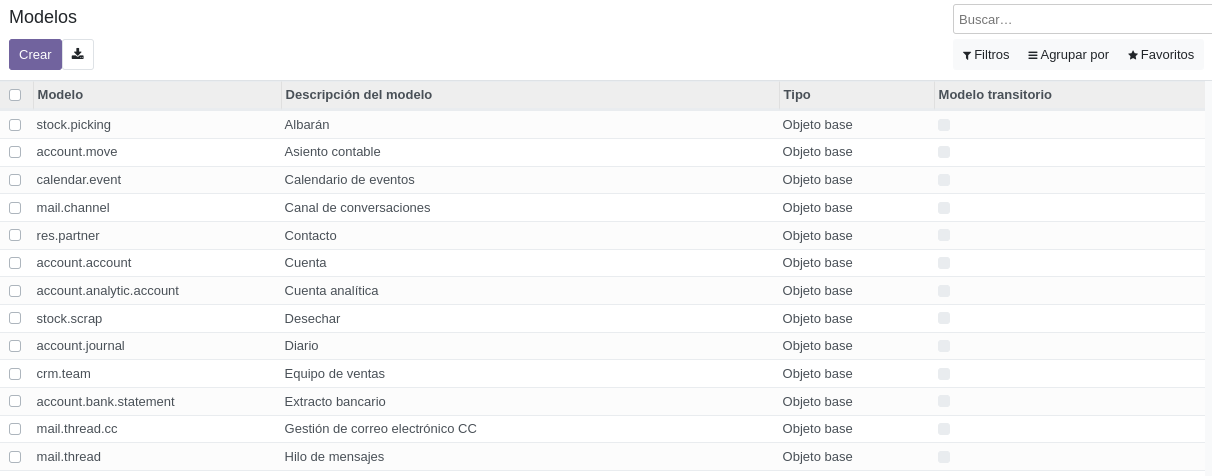 Modelos
Buscar...
Crear
Filtros Agrupar por Favoritos
Modelo Descripción del modelo Tipo Modelo transitorio
stock.picking Albarán Objeto base
account.move Asiento contable Objeto base
calendar.event Calendario de eventos Objeto base
mail.channel Canal de conversaciones Objeto base
res.partner Contacto Objeto base
account.account Cuenta Objeto base
account.analytic.account Cuenta analítica Objeto base
stock.scrap Desechar Objeto base
account.journal Diario Objeto base
crm.team Equipo de ventas Objeto base
account.bank.statement Extracto bancario Objeto base
mail.thread.cc Gestión de correo electrónico CC Objeto base
mail.thread Hilo de mensajes Objeto base